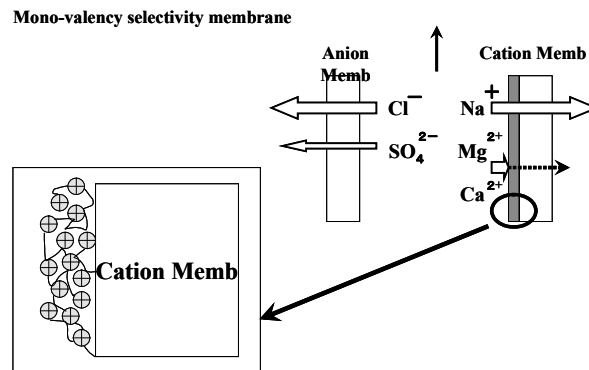 Mono-valency selectivity membrane
Anion
Memb
Cation Memb
Cl⁻
Na⁺
SO₄²⁻
Mg²⁺
Ca²⁺
Cation Memb